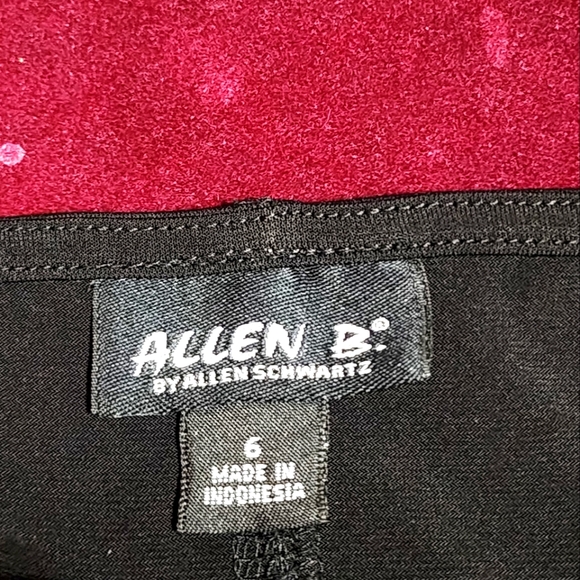 ALLEN B.®
BY ALLEN SCHWARTZ
6
MADE IN
INDONESIA